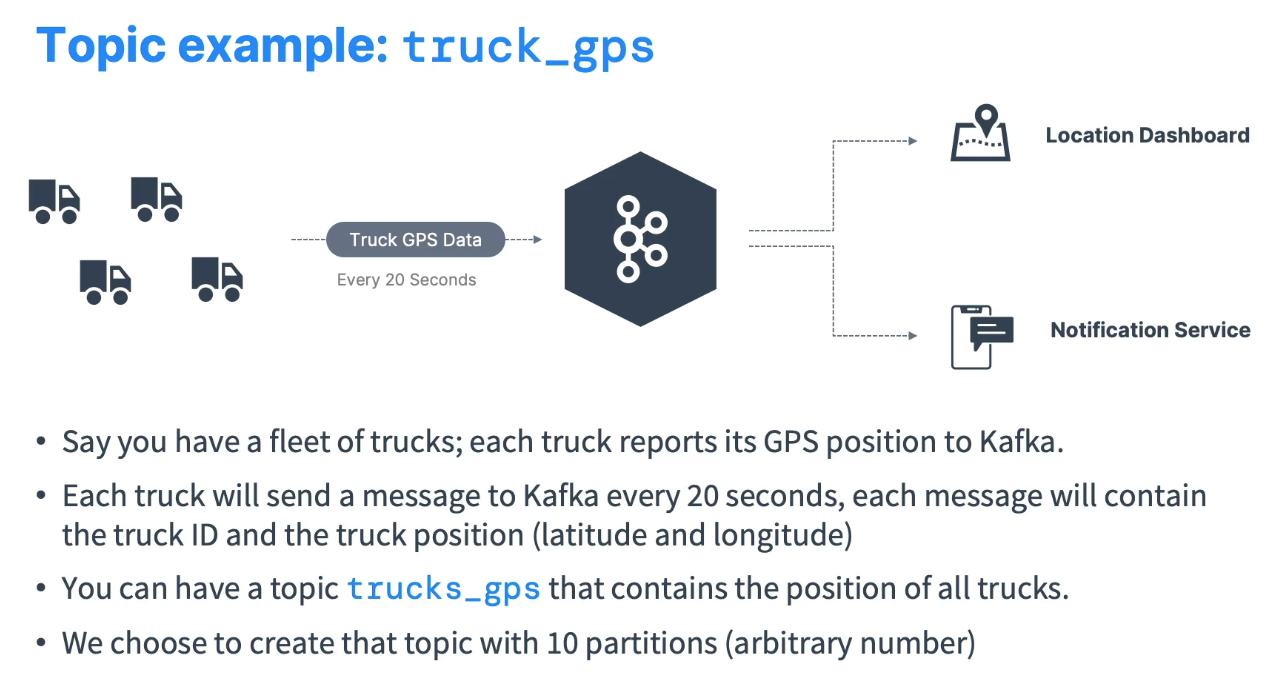 Topic example: truck_gps
Location Dashboard
Truck GPS Data
Every 20 Seconds
Notification Service
• Say you have a fleet of trucks; each truck reports its GPS position to Kafka.
• Each truck will send a message to Kafka every 20 seconds, each message will contain
the truck ID and the truck position (latitude and longitude)
• You can have a topic trucks_gps that contains the position of all trucks.
• We choose to create that topic with 10 partitions (arbitrary number)